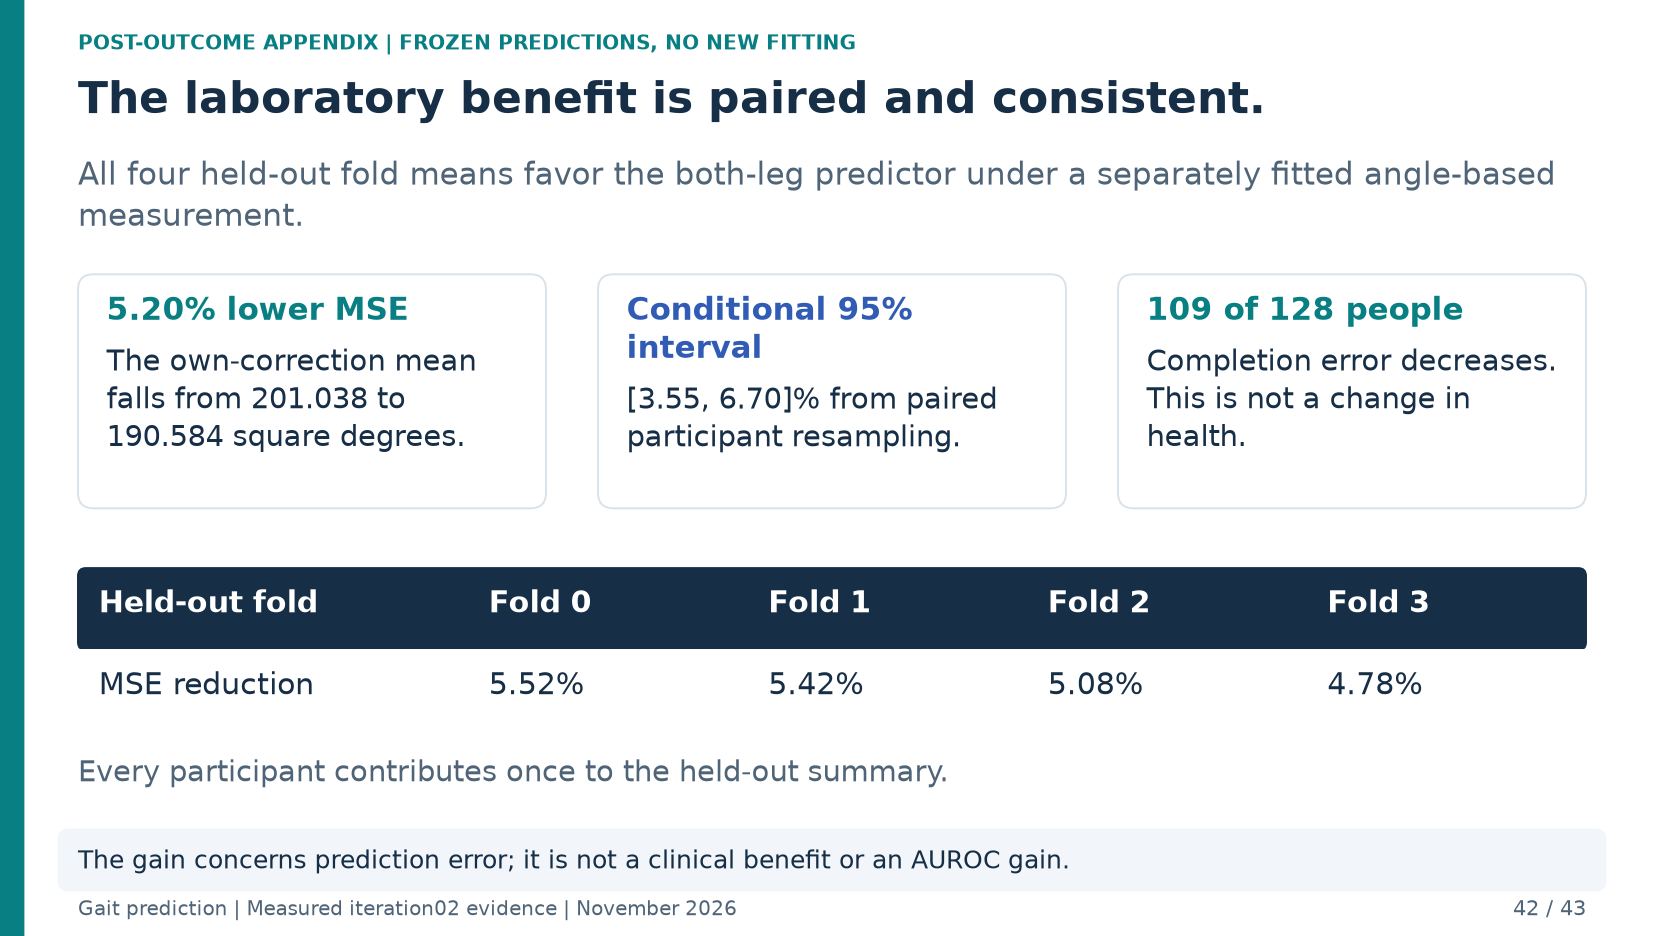 POST-OUTCOME APPENDIX | FROZEN PREDICTIONS, NO NEW FITTING
The laboratory benefit is paired and consistent.
All four held-out fold means favor the both-leg predictor under a separately fitted angle-based
measurement.
5.20% lower MSE
The own-correction mean
falls from 201.038 to
190.584 square degrees.
Conditional 95%
interval
[3.55, 6.70]% from paired
participant resampling.
109 of 128 people
Completion error decreases.
This is not a change in
health.
Held-out fold Fold 0 Fold 1 Fold 2 Fold 3
MSE reduction 5.52% 5.42% 5.08% 4.78%
Every participant contributes once to the held-out summary.
The gain concerns prediction error; it is not a clinical benefit or an AUROC gain.
Gait prediction | Measured iteration02 evidence | November 2026 42 / 43